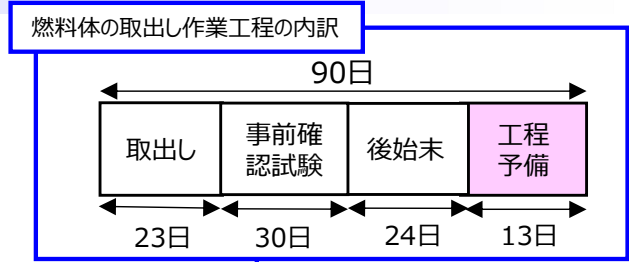 燃料体の取出し作業工程の内訳
90日
取出し
事前確
認試験
後始末
工程
予備
23日
30日
24日
13日